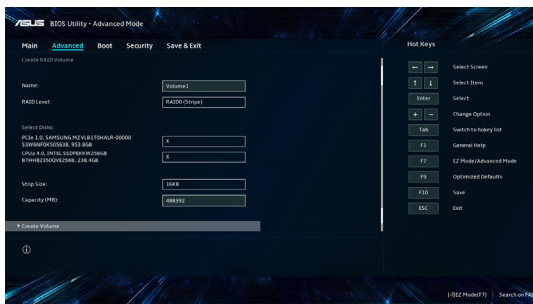 ASUS BIOS Utility - Advanced Mode
Main Advanced Boot Security Save & Exit
Hot Keys
Create RAID Volume
Name: Volume1
RAID Level: RAID0 (Stripe)
Select Disks:
PCIe 1.0, SAMSUNG MZVLB1T0HALR-00000
S3W6NF0K505638, 953.8GB X
CPUa 4.0, INTEL SSDPEKKW256G8
BTHH82350QVE256B, 238.4GB X
Strip Size: 16KB
Capacity (MB): 488392
Create Volume
← → Select Screen
↑ ↓ Select Item
Enter Select
+ − Change Option
Tab Switch to hokey list
F1 General Help
F7 EZ Mode/Advanced Mode
F9 Optimized Defaults
F10 Save
ESC Exit
EZ Mode(F7) | Search on FA